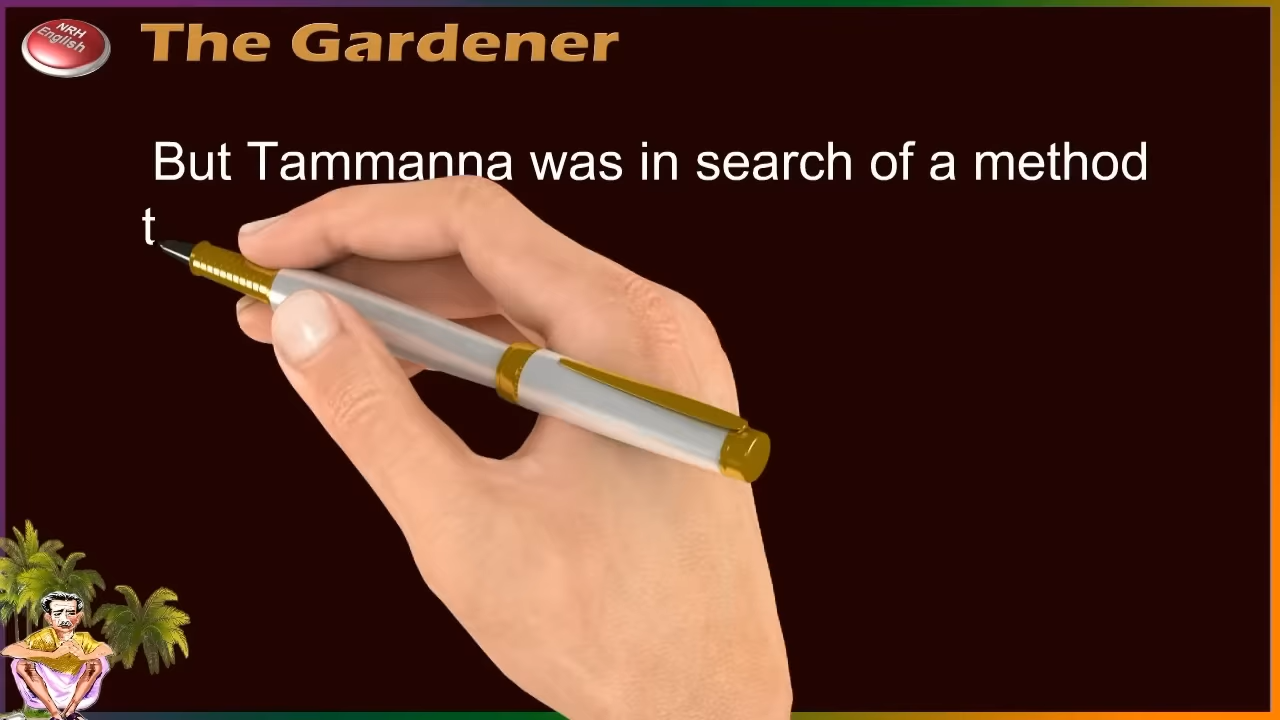 NRH
English
The Gardener
But Tammanna was in search of a method
t